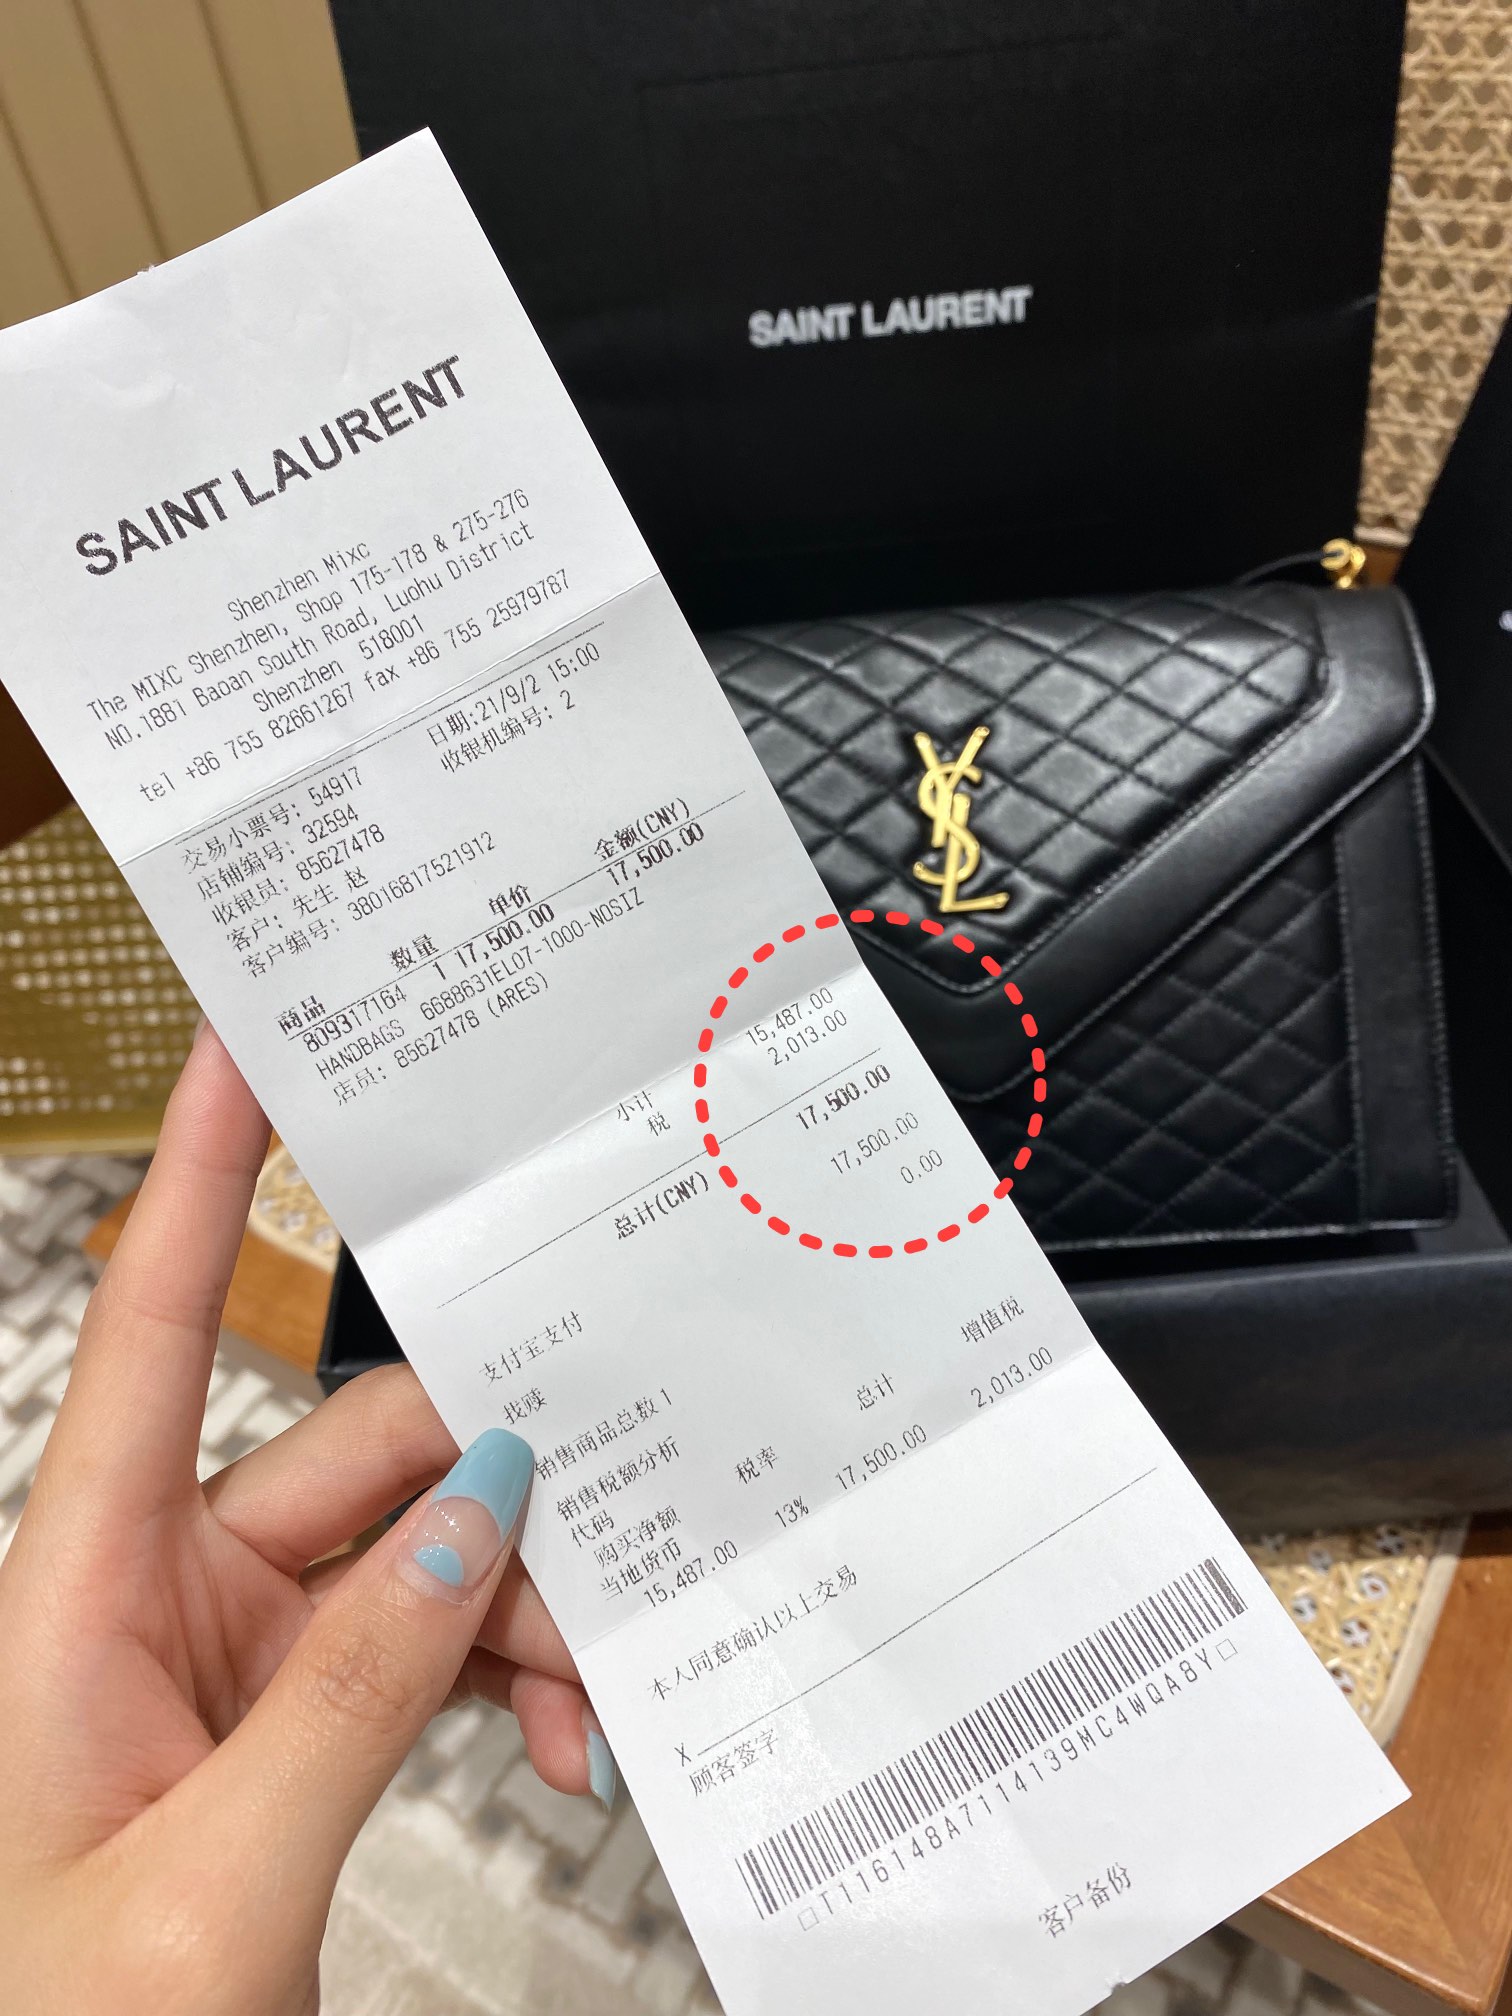 SAINT LAURENT
SAINT LAURENT
Shenzhen Mixc
The MIXC Shenzhen, Shop 175-178 & 275-276
NO.1881 Baoan South Road, Luohu District
Shenzhen 518001
tel +86 755 82661267 fax +86 755 25979787
日期:21/9/2 15:00
交易小票号: 54917 收银机编号: 2
店铺编号: 32594
收银员: 85627478
客户: 先生 赵
客户编号: 38016817521912
商品 数量 单价 金额(CNY)
809317164 1 17,500.00 17,500.00
HANDBAGS 6688631EL07-1000-NOSIZ
店员: 85627478 (ARES)
小计 15,487.00
税 2,013.00
总计(CNY) 17,500.00
支付宝支付 17,500.00
找赎 0.00
销售商品总数 1
销售税额分析
代码
购买净额 税率 总计 增值税
当地货币
15,487.00 13% 17,500.00 2,013.00
本人同意确认以上交易
X
顾客签字
T116148A7114139MC4WQA8Y
客户备份
YSL